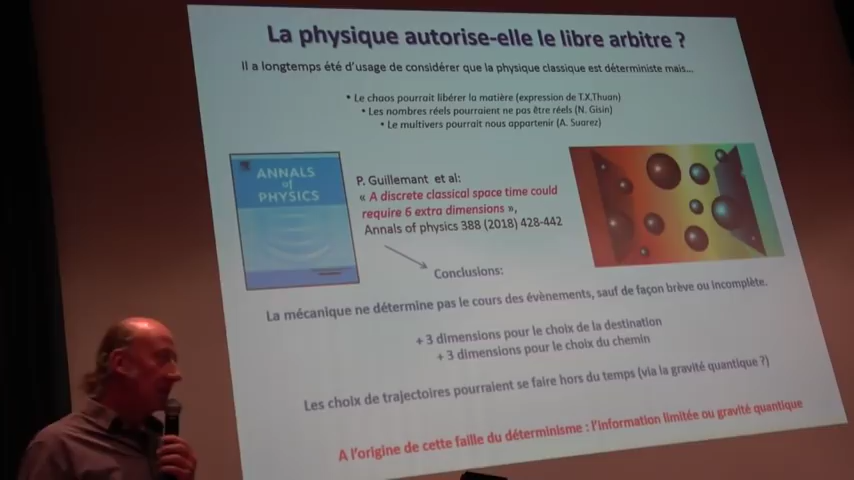 La physique autorise-elle le libre arbitre ?
Il a longtemps été d'usage de considérer que la physique classique est déterministe mais...
• Le chaos pourrait libérer la matière (expression de T.X.Thuan)
• Les nombres réels pourraient ne pas être réels (N. Gisin)
• Le multivers pourrait nous appartenir (A. Suarez)
ANNALS
of
PHYSICS
P. Guillemant et al:
« A discrete classical space time could
require 6 extra dimensions »,
Annals of physics 388 (2018) 428-442
Conclusions:
La mécanique ne détermine pas le cours des évènements, sauf de façon brève ou incomplète.
+ 3 dimensions pour le choix de la destination
+ 3 dimensions pour le choix du chemin
Les choix de trajectoires pourraient se faire hors du temps (via la gravité quantique ?)
A l'origine de cette faille du déterminisme : l'information limitée ou gravité quantique